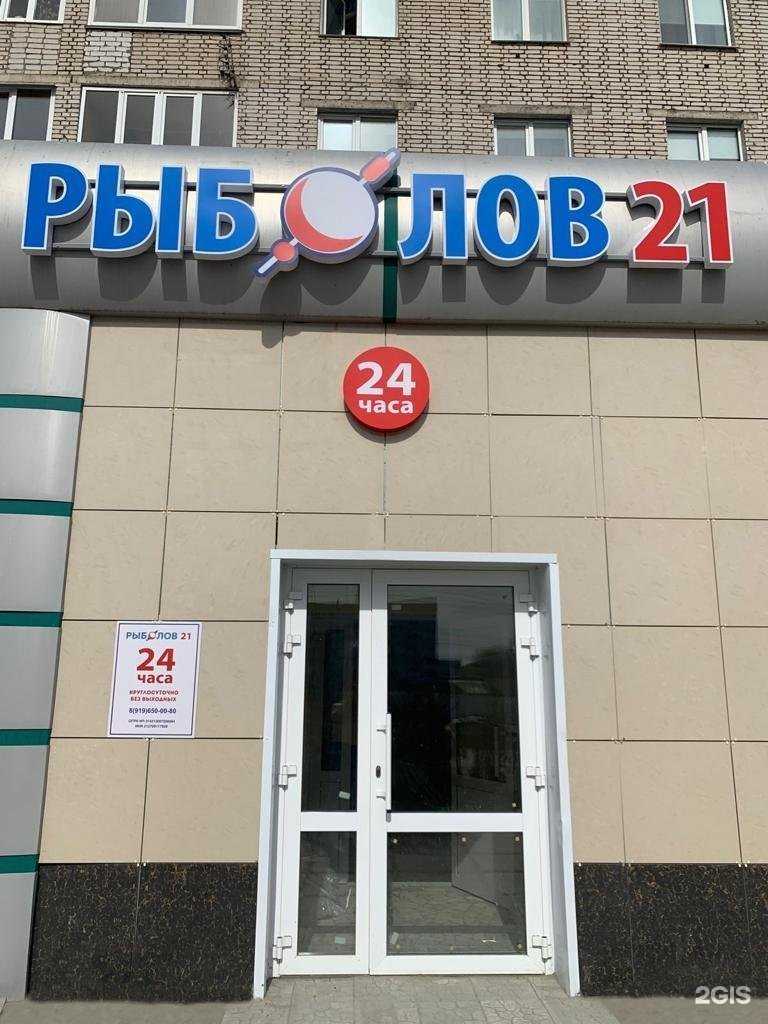 РЫБОЛОВ 21
24
часа
РЫБОЛОВ 21
24
часа
КРУГЛОСУТОЧНО
БЕЗ ВЫХОДНЫХ
8(919)650-00-80
2GIS